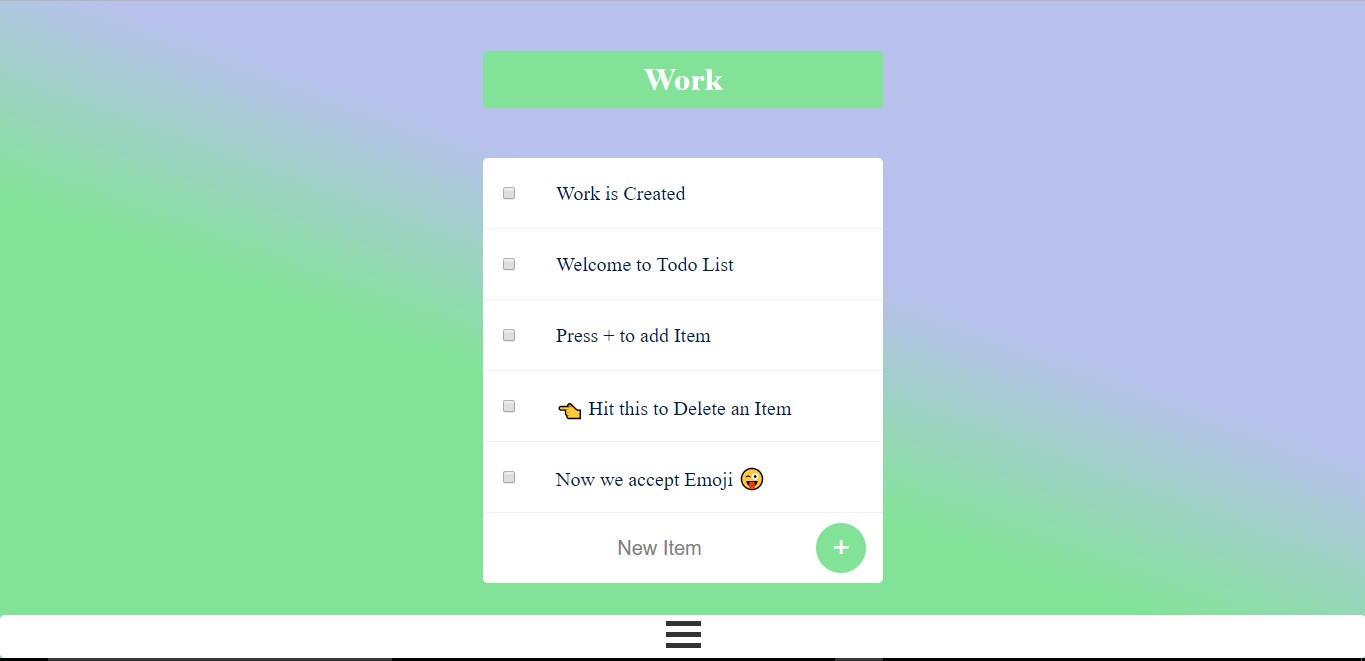 Work
Work is Created
Welcome to Todo List
Press + to add Item
👈 Hit this to Delete an Item
Now we accept Emoji 😜
New Item
+